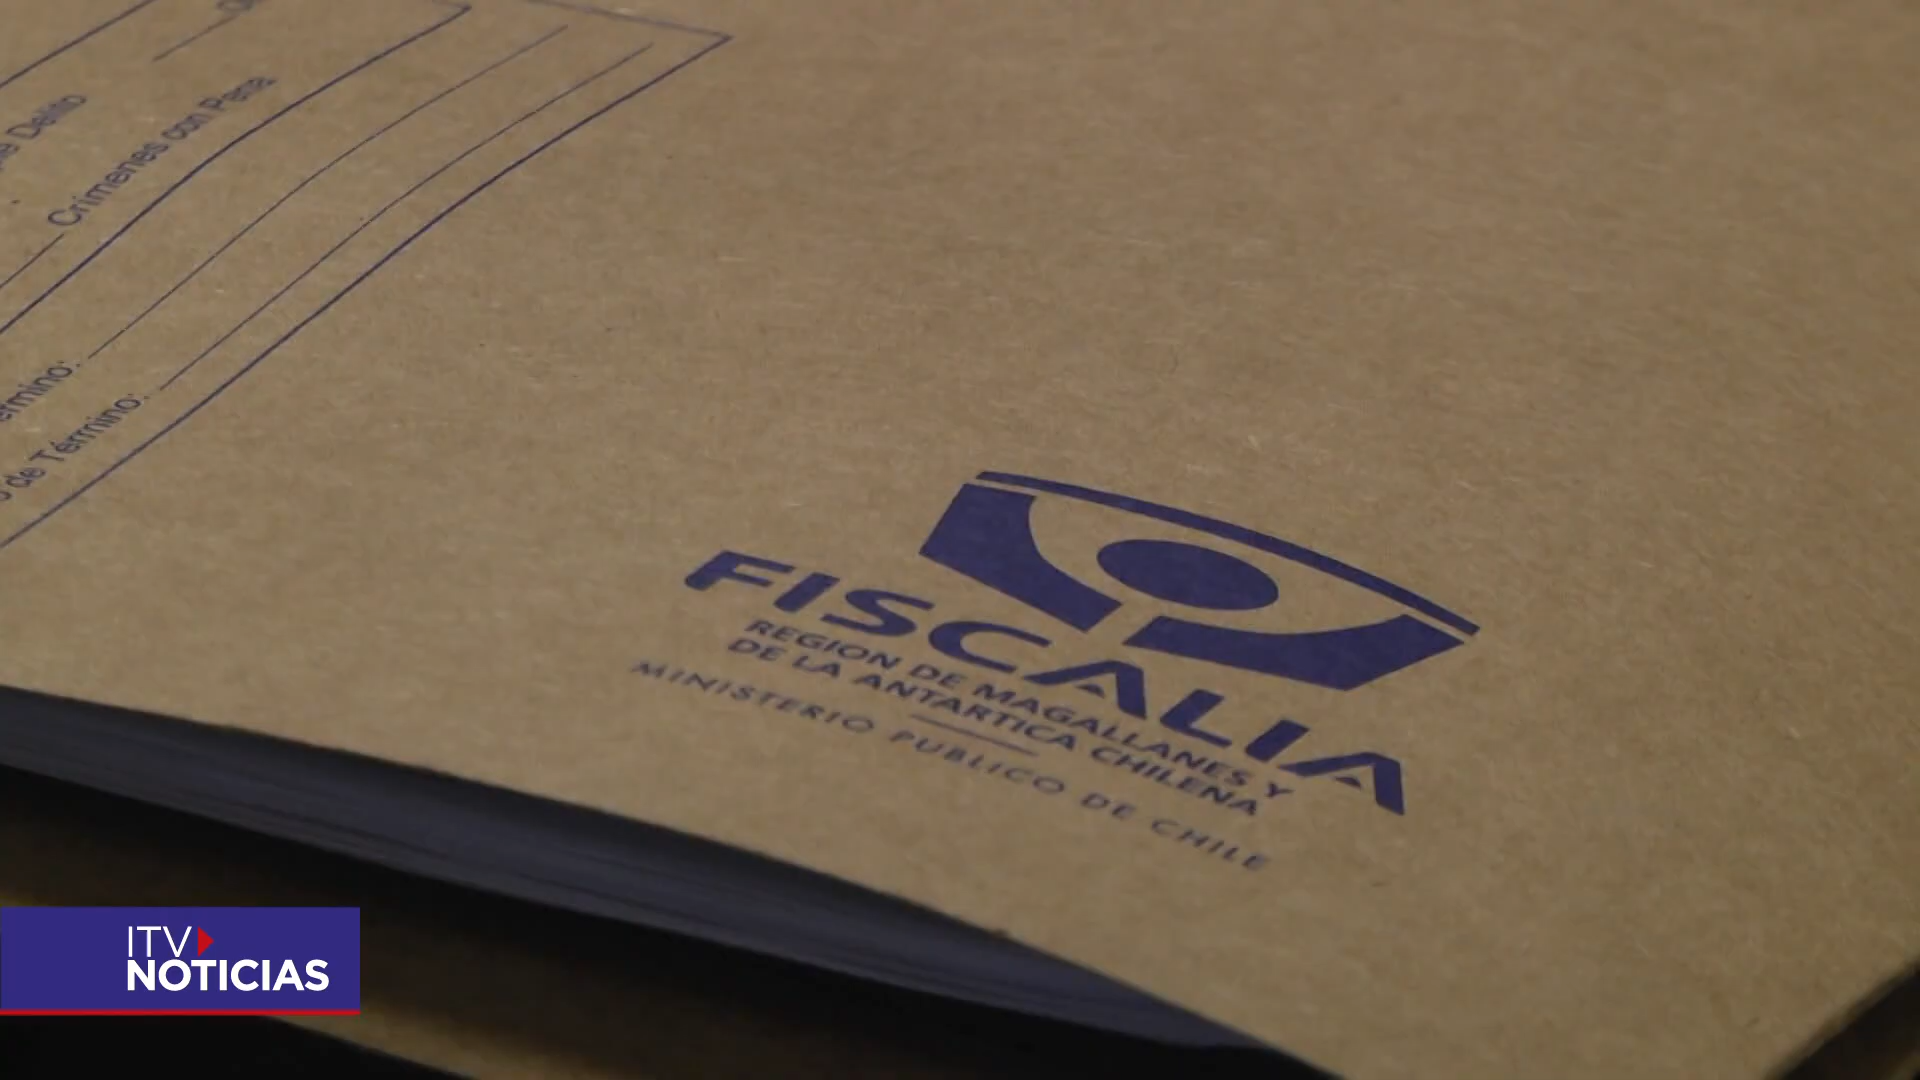 Delito
Crímenes con Pena
de Término:
FISCALIA
REGION DE MAGALLANES Y
DE LA ANTARTICA CHILENA
MINISTERIO PUBLICO DE CHILE
ITV
NOTICIAS